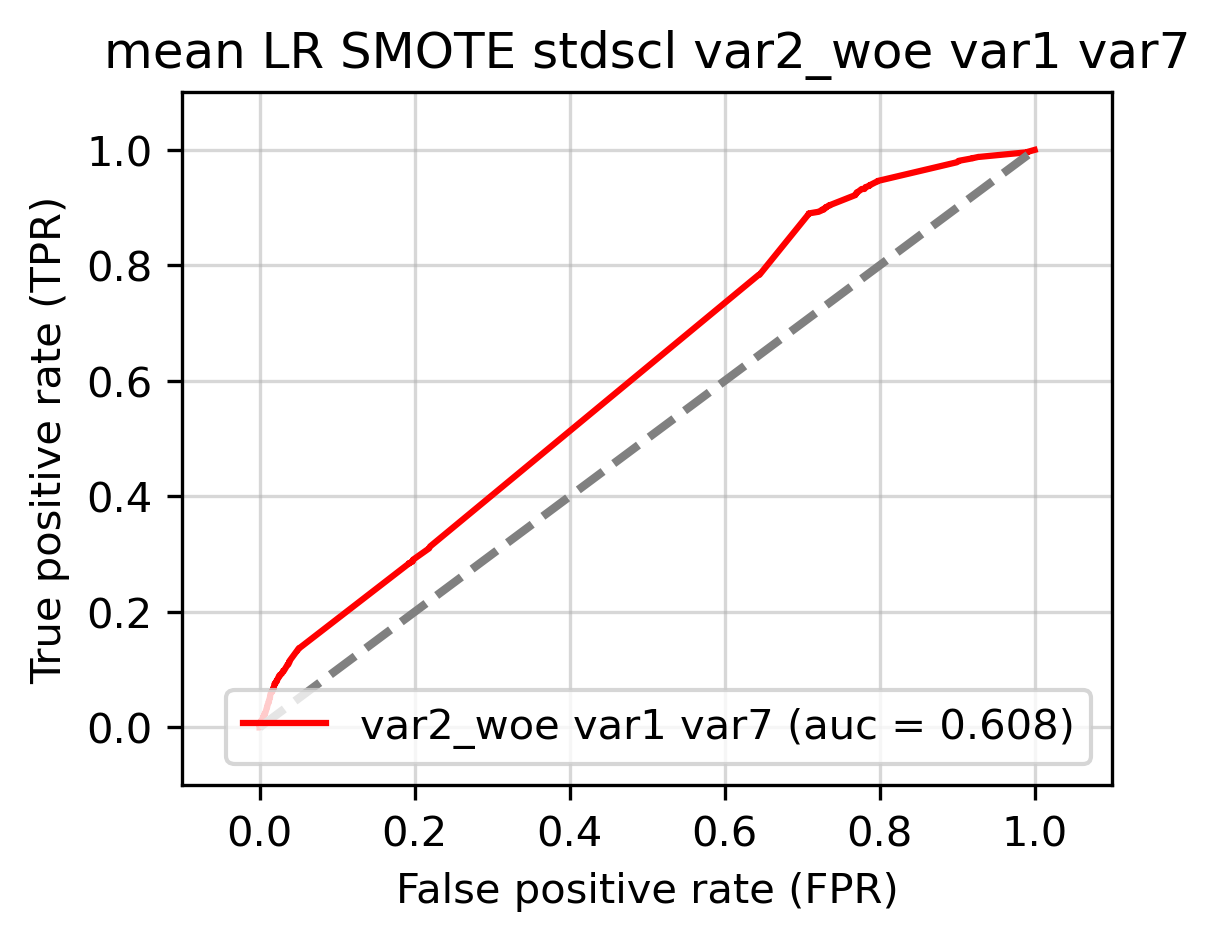 mean LR SMOTE stdscl var2_woe var1 var7
True positive rate (TPR)
1.0
0.8
0.6
0.4
0.2
0.0
var2_woe var1 var7 (auc = 0.608)
0.0 0.2 0.4 0.6 0.8 1.0
False positive rate (FPR)